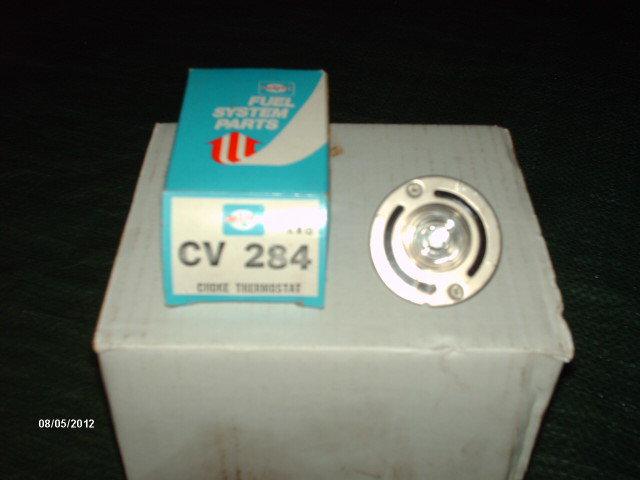 FUEL
SYSTEM
PARTS
CV 284
CHOKE THERMOSTAT
08/05/2012